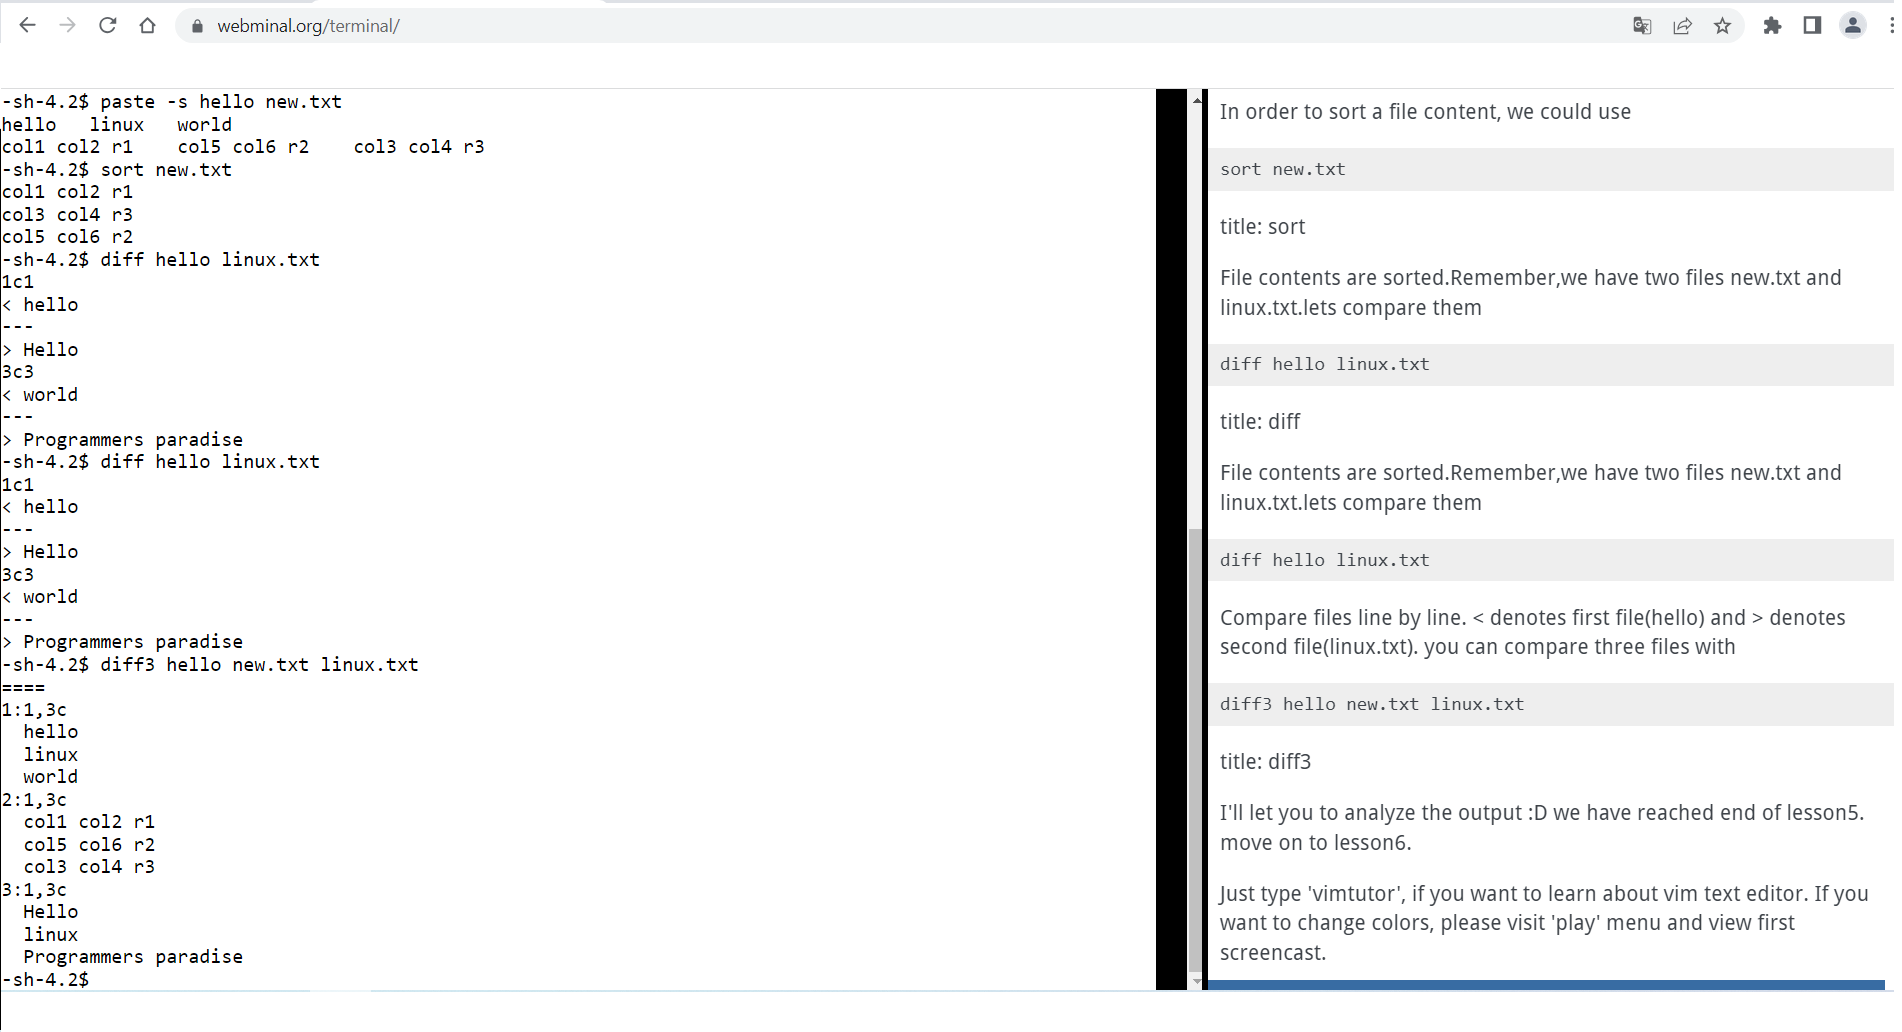 webminal.org/terminal/
-sh-4.2$ paste -s hello new.txt
hello   linux   world
col1 col2 r1    col5 col6 r2    col3 col4 r3
-sh-4.2$ sort new.txt
col1 col2 r1
col3 col4 r3
col5 col6 r2
-sh-4.2$ diff hello linux.txt
1c1
< hello
---
> Hello
3c3
< world
---
> Programmers paradise
-sh-4.2$ diff hello linux.txt
1c1
< hello
---
> Hello
3c3
< world
---
> Programmers paradise
-sh-4.2$ diff3 hello new.txt linux.txt
====
1:1,3c
  hello
  linux
  world
2:1,3c
  col1 col2 r1
  col5 col6 r2
  col3 col4 r3
3:1,3c
  Hello
  linux
  Programmers paradise
-sh-4.2$
In order to sort a file content, we could use
sort new.txt
title: sort
File contents are sorted.Remember,we have two files new.txt and
linux.txt.lets compare them
diff hello linux.txt
title: diff
File contents are sorted.Remember,we have two files new.txt and
linux.txt.lets compare them
diff hello linux.txt
Compare files line by line. < denotes first file(hello) and > denotes
second file(linux.txt). you can compare three files with
diff3 hello new.txt linux.txt
title: diff3
I'll let you to analyze the output :D we have reached end of lesson5.
move on to lesson6.
Just type 'vimtutor', if you want to learn about vim text editor. If you
want to change colors, please visit 'play' menu and view first
screencast.